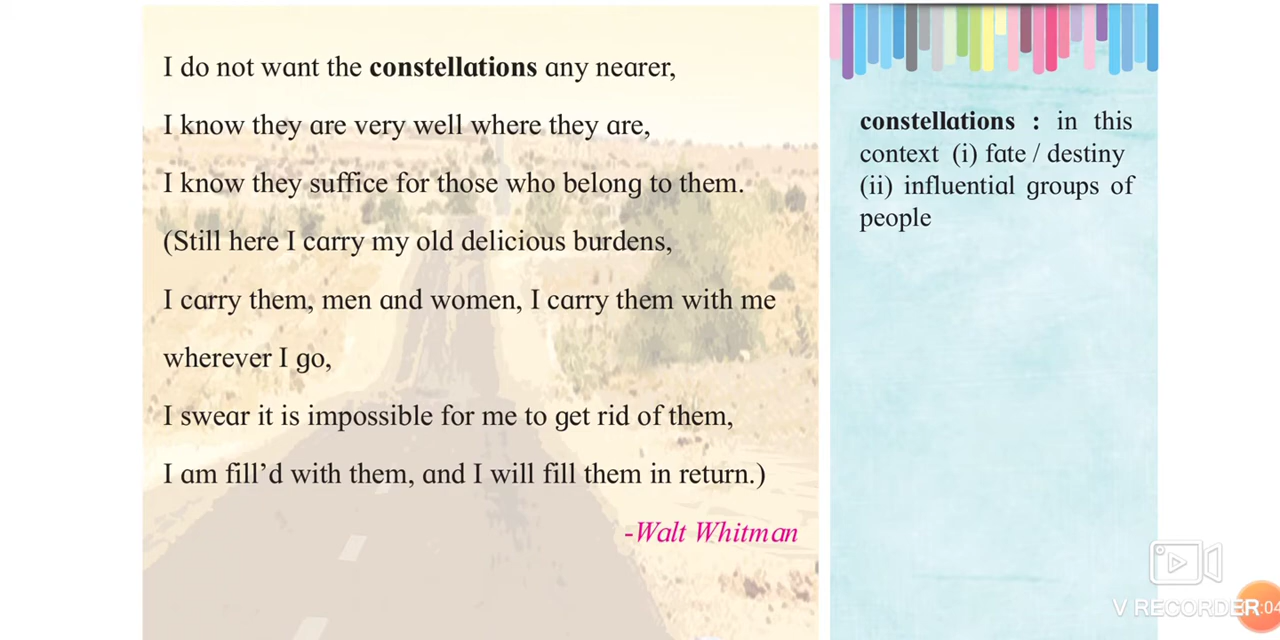 I do not want the constellations any nearer,
I know they are very well where they are,
I know they suffice for those who belong to them.
(Still here I carry my old delicious burdens,
I carry them, men and women, I carry them with me
wherever I go,
I swear it is impossible for me to get rid of them,
I am fill’d with them, and I will fill them in return.)
-Walt Whitman
constellations : in this
context (i) fate / destiny
(ii) influential groups of
people
V RECORDER